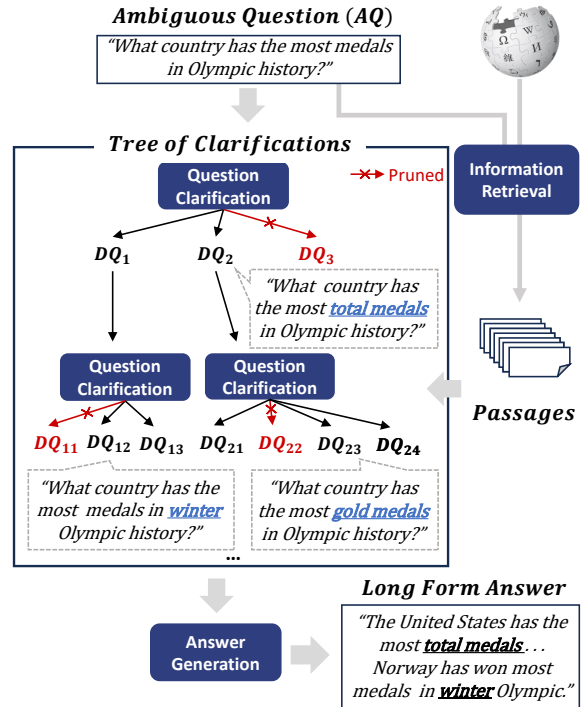 Ambiguous Question (AQ)
“What country has the most medals
in Olympic history?”
Ω W И
Tree of Clarifications
Question
Clarification
Pruned
Information
Retrieval
DQ1 DQ2 DQ3
“What country has
the most total medals
in Olympic history?”
Question
Clarification
Question
Clarification
Passages
DQ11 DQ12 DQ13 DQ21 DQ22 DQ23 DQ24
“What country has the
most medals in winter
Olympic history?”
“What country has
the most gold medals
in Olympic history?”
...
Long Form Answer
Answer
Generation
“The United States has the
most total medals...
Norway has won most
medals in winter Olympic.”